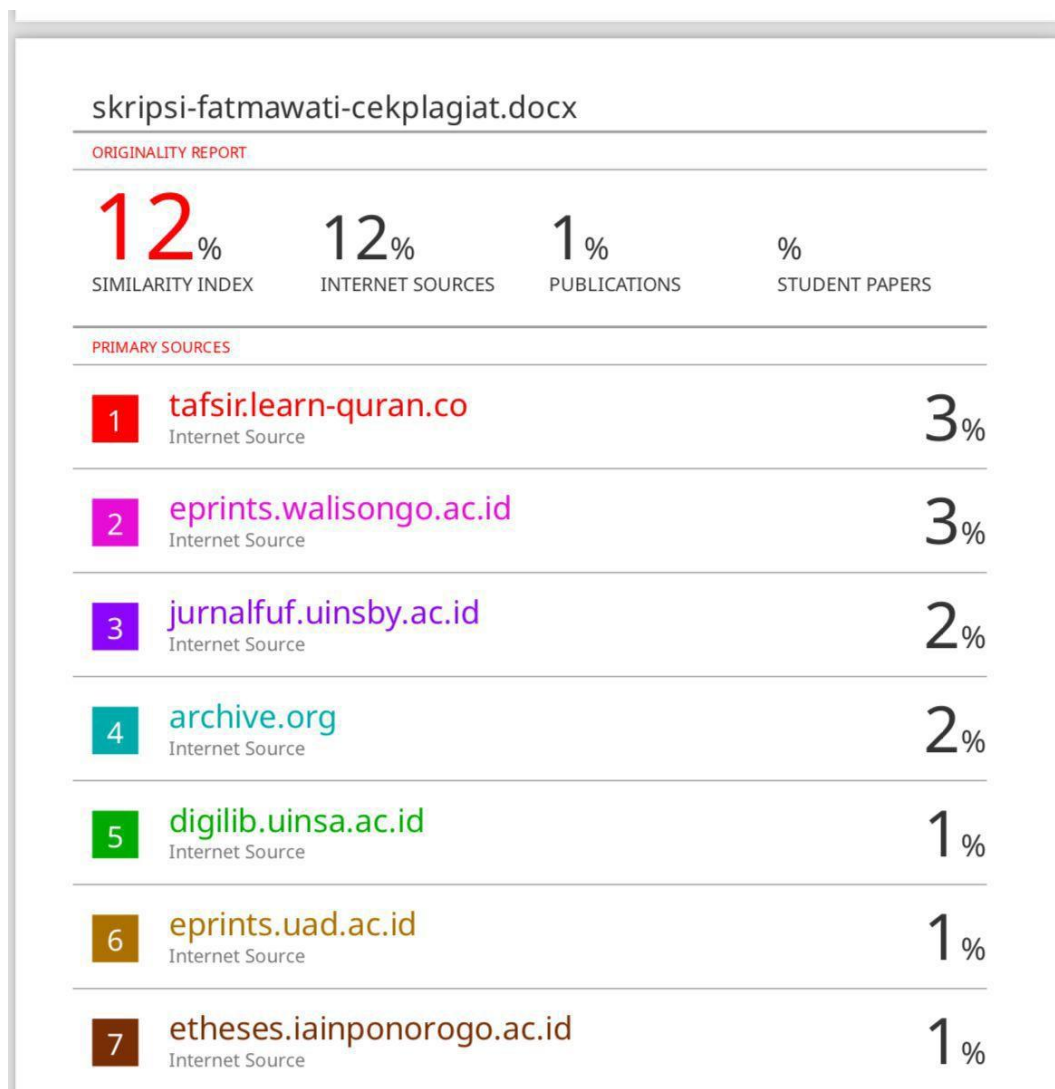 skripsi-fatmawati-cekplagiat.docx
ORIGINALITY REPORT
12% 12% 1% %
SIMILARITY INDEX INTERNET SOURCES PUBLICATIONS STUDENT PAPERS
PRIMARY SOURCES
1 tafsir.learn-quran.co 3%
Internet Source
2 eprints.walisongo.ac.id 3%
Internet Source
3 jurnalfuf.uinsby.ac.id 2%
Internet Source
4 archive.org 2%
Internet Source
5 digilib.uinsa.ac.id 1%
Internet Source
6 eprints.uad.ac.id 1%
Internet Source
7 etheses.iainponorogo.ac.id 1%
Internet Source